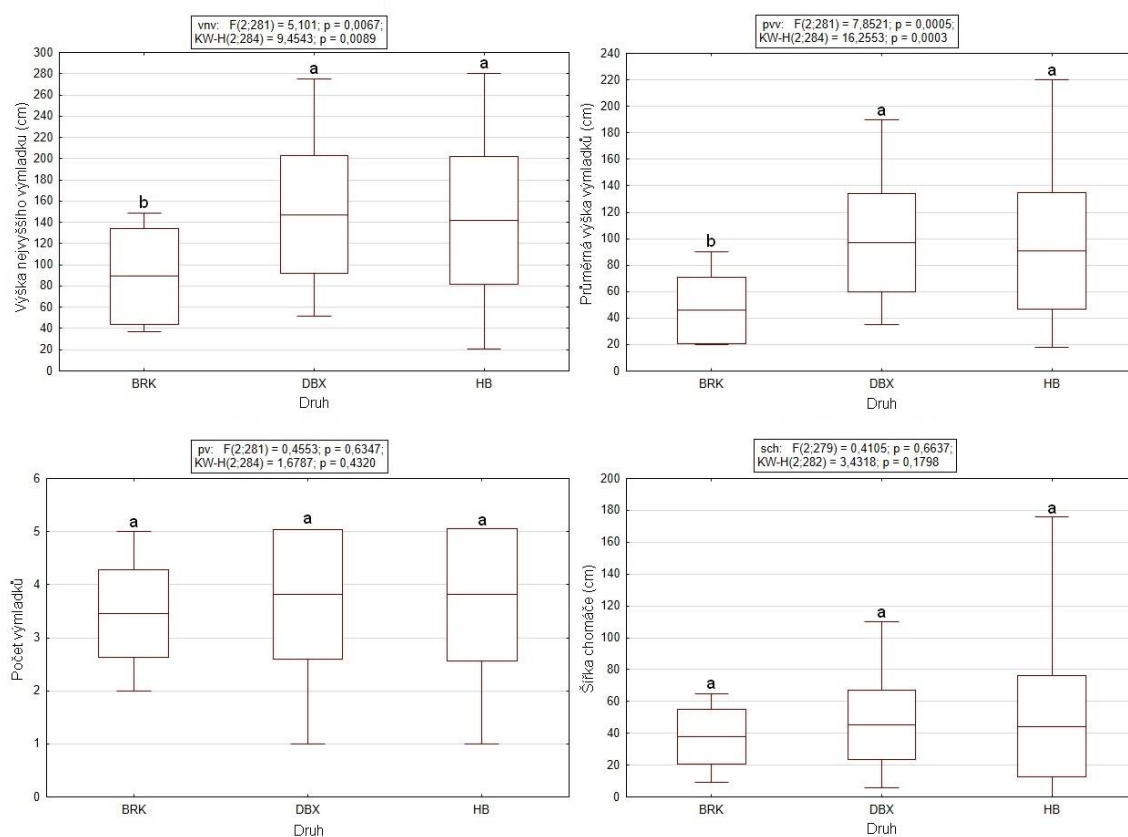 vnv: F(2;281) = 5,101; p = 0,0067;
KW-H(2;284) = 9,4543; p = 0,0089
300
280
260
240
220
200
180
160
140
120
100
80
60
40
20
0
Výška nejvyššího výmladku (cm)
b
a
a
BRK
DBX
HB
Druh
pvv: F(2;281) = 7,8521; p = 0,0005;
KW-H(2;284) = 16,2553; p = 0,0003
240
220
200
180
160
140
120
100
80
60
40
20
0
Průměrná výška výmladků (cm)
b
a
a
BRK
DBX
HB
Druh
pv: F(2;281) = 0,4553; p = 0,6347;
KW-H(2;284) = 1,6787; p = 0,4320
6
5
4
3
2
1
0
Počet výmladků
a
a
a
BRK
DBX
HB
Druh
sch: F(2;279) = 0,4105; p = 0,6637;
KW-H(2;282) = 3,4318; p = 0,1798
200
180
160
140
120
100
80
60
40
20
0
Šířka chomáče (cm)
a
a
a
BRK
DBX
HB
Druh